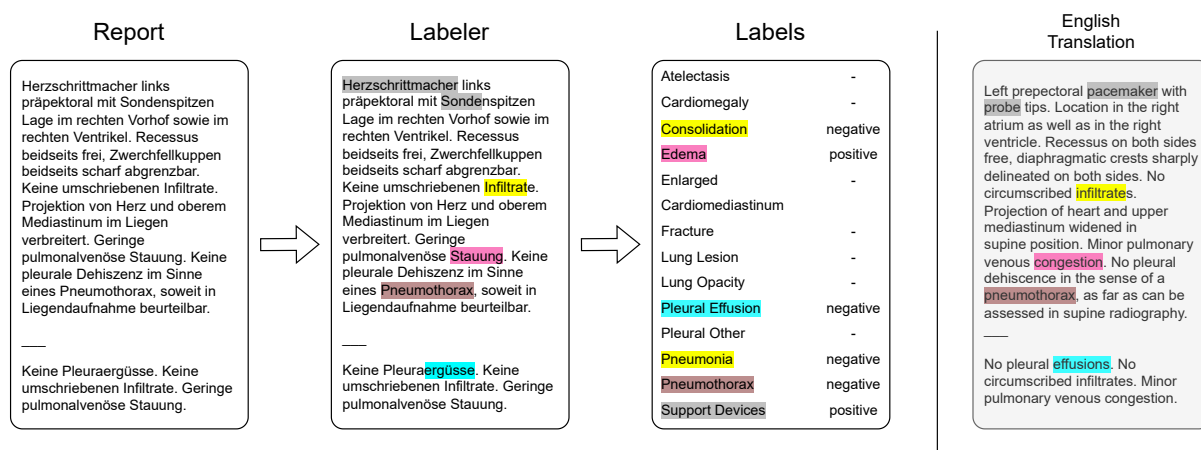 Report
Herzschrittmacher links
präpektoral mit Sondenspitzen
Lage im rechten Vorhof sowie im
rechten Ventrikel. Recessus
beidseits frei, Zwerchfellkuppen
beidseits scharf abgrenzbar.
Keine umschriebenen Infiltrate.
Projektion von Herz und oberem
Mediastinum im Liegen
verbreitert. Geringe
pulmonalvenöse Stauung. Keine
pleurale Dehiszenz im Sinne
eines Pneumothorax, soweit in
Liegendaufnahme beurteilbar.
___
Keine Pleuraergüsse. Keine
umschriebenen Infiltrate. Geringe
pulmonalvenöse Stauung.
Labeler
Herzschrittmacher links
präpektoral mit Sondenspitzen
Lage im rechten Vorhof sowie im
rechten Ventrikel. Recessus
beidseits frei, Zwerchfellkuppen
beidseits scharf abgrenzbar.
Keine umschriebenen Infiltrate.
Projektion von Herz und oberem
Mediastinum im Liegen
verbreitert. Geringe
pulmonalvenöse Stauung. Keine
pleurale Dehiszenz im Sinne
eines Pneumothorax, soweit in
Liegendaufnahme beurteilbar.
___
Keine Pleuraergüsse. Keine
umschriebenen Infiltrate. Geringe
pulmonalvenöse Stauung.
Labels
Atelectasis -
Cardiomegaly -
Consolidation negative
Edema positive
Enlarged -
Cardiomediastinum
Fracture -
Lung Lesion -
Lung Opacity -
Pleural Effusion negative
Pleural Other -
Pneumonia negative
Pneumothorax negative
Support Devices positive
English
Translation
Left prepectoral pacemaker with
probe tips. Location in the right
atrium as well as in the right
ventricle. Recessus on both sides
free, diaphragmatic crests sharply
delineated on both sides. No
circumscribed infiltrates.
Projection of heart and upper
mediastinum widened in
supine position. Minor pulmonary
venous congestion. No pleural
dehiscence in the sense of a
pneumothorax, as far as can be
assessed in supine radiography.
___
No pleural effusions. No
circumscribed infiltrates. Minor
pulmonary venous congestion.